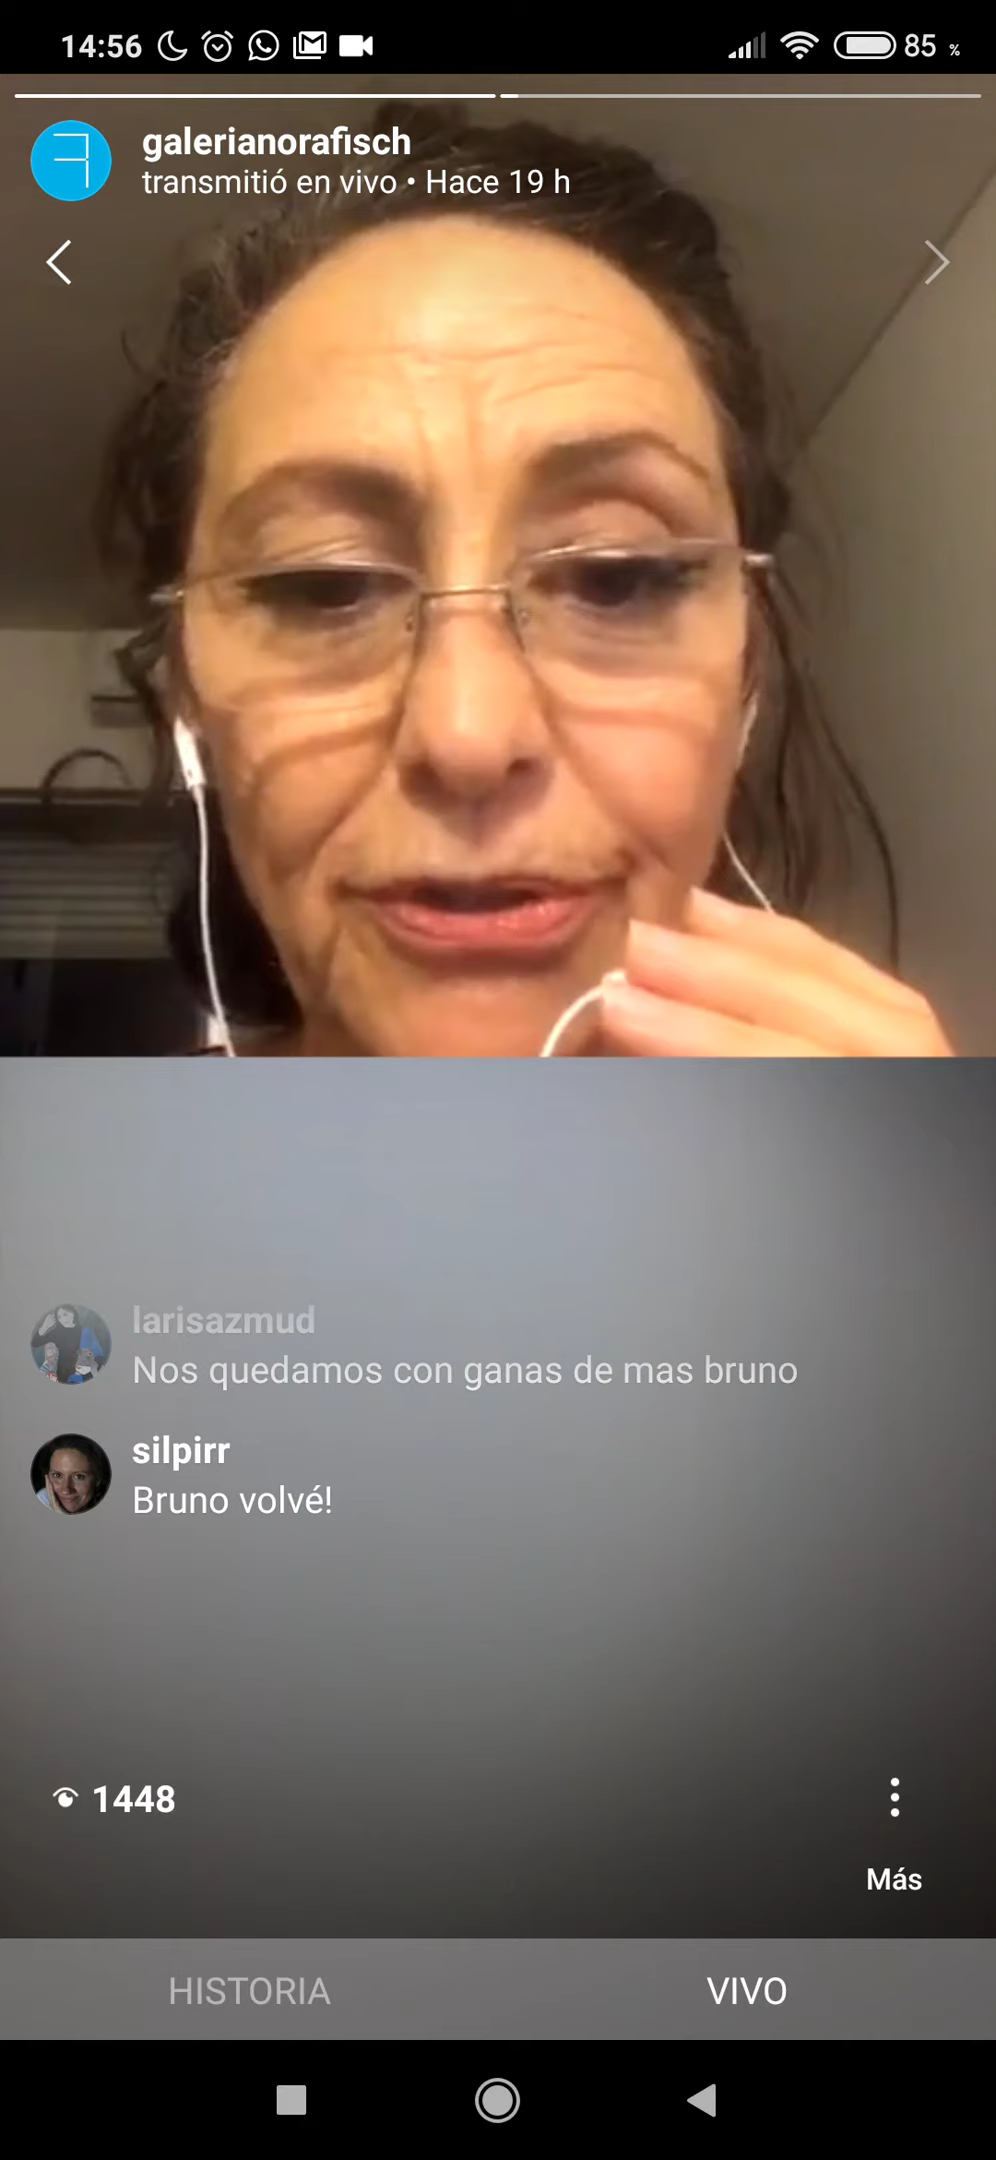 14:56
85 %
galerianorafisch
transmitió en vivo • Hace 19 h
larisazmud
Nos quedamos con ganas de mas bruno
silpirr
Bruno volvé!
1448
Más
HISTORIA
VIVO